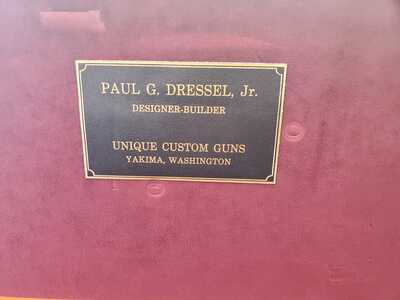 PAUL G. DRESSEL, Jr.
DESIGNER-BUILDER
UNIQUE CUSTOM GUNS
YAKIMA, WASHINGTON